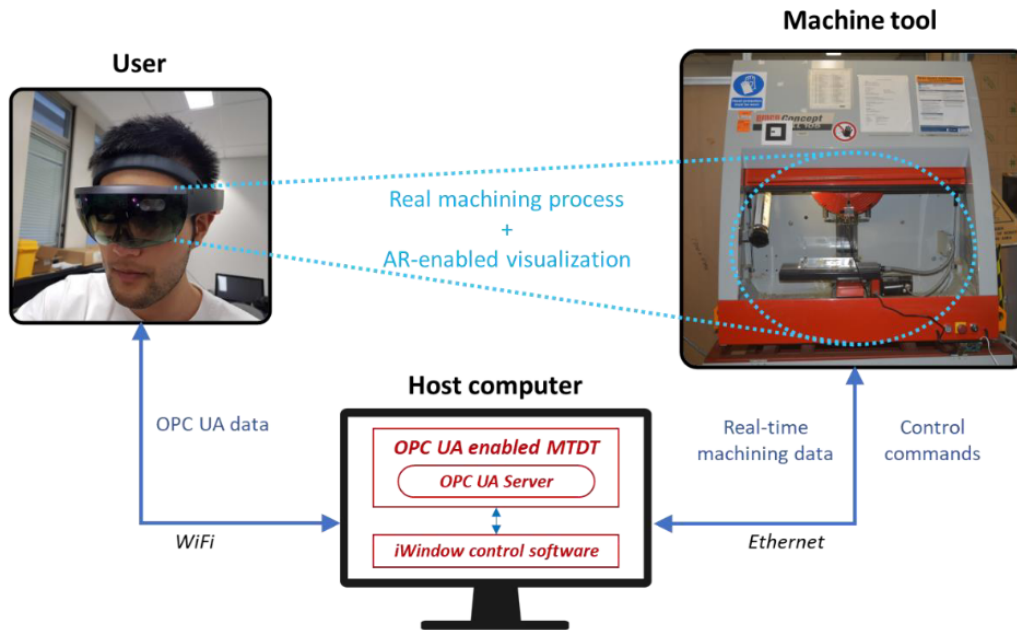 Machine tool
User
Concept
Real machining process
+
AR-enabled visualization
Host computer
OPC UA data
OPC UA enabled MTDT
OPC UA Server
iWindow control software
Real-time
machining data
Control
commands
WiFi
Ethernet